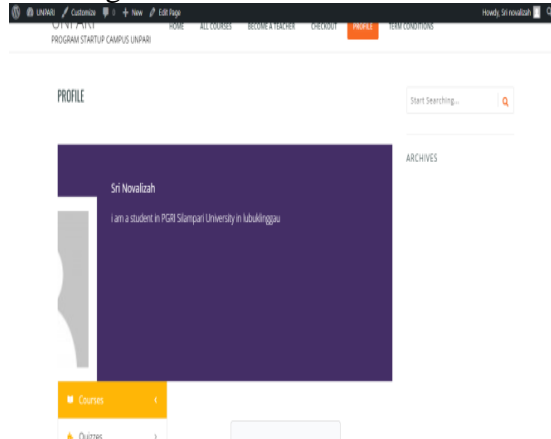 UNPARI Customize 0 New Edit Page Howdy, Sri novalizah
UNPARI
HOME ALL COURSES BECOME A TEACHER CHECKOUT PROFILE TERM CONDITIONS
PROGRAM STARTUP CAMPUS UNPARI
PROFILE
Start Searching...
ARCHIVES
Sri Novalizah
i am a student in PGRI Silampari University in lubuklinggau
Courses
Quizzes